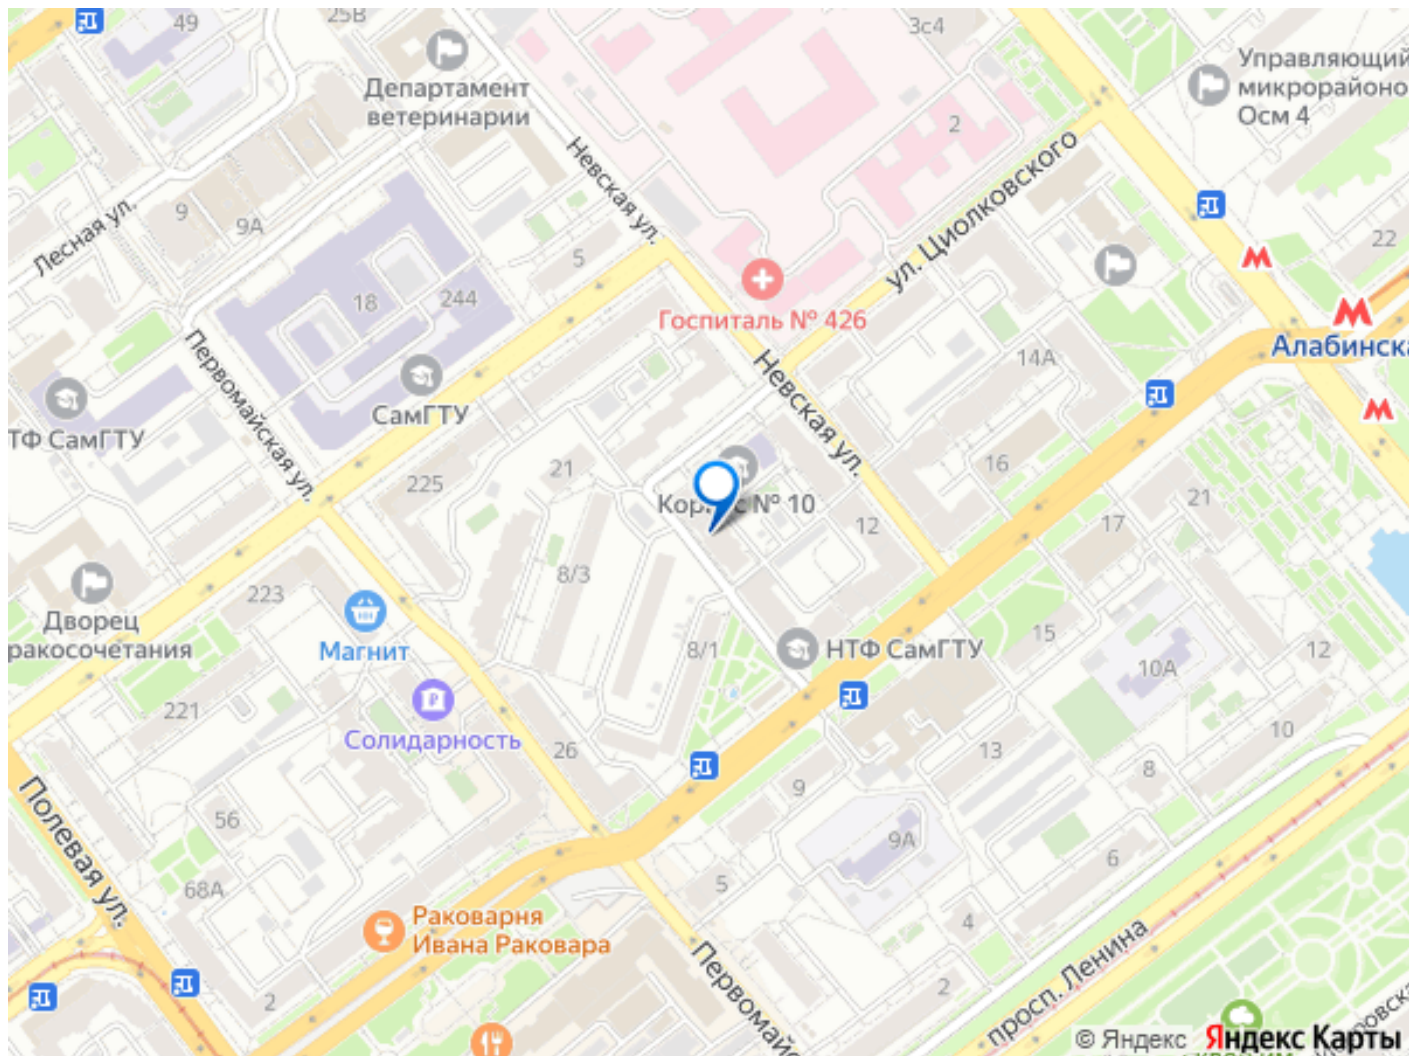 49
25В
3с4
Департамент
ветеринарии
Управляющий
микрорайоно
Осм 4
2
Невская ул.
ул. Циолковского
Лесная ул.
9
9А
5
22
18
244
Госпиталь № 426
Алабинска
14А
Первомайская ул.
СамГТУ
ТФ СамГТУ
Невская ул.
225
21
16
21
Кор
с № 10
12
17
8/3
223
Дворец
ракосочетания
Магнит
8/1
НТФ СамГТУ
15
10А
12
221
Солидарность
26
13
10
8
9
Полевая ул.
56
9А
6
68А
5
4
Раковарня
Ивана Раковара
Первомайс
просп. Ленина
2
2
© Яндекс Яндекс Карты